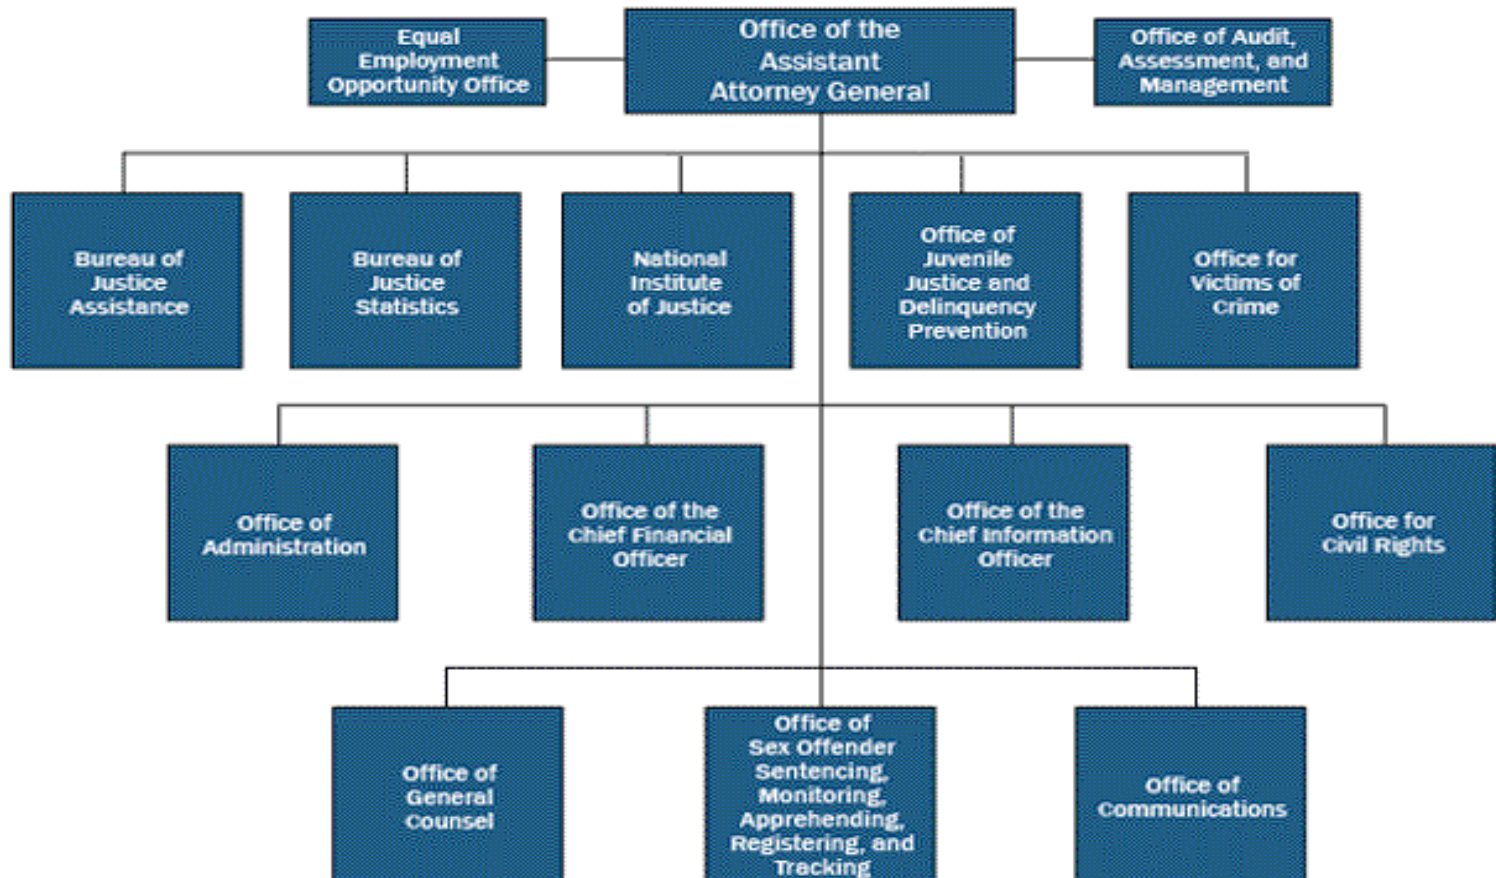 Equal
Employment
Opportunity Office
Office of the
Assistant
Attorney General
Office of Audit,
Assessment, and
Management
Bureau of
Justice
Assistance
Bureau of
Justice
Statistics
National
Institute
of Justice
Office of
Juvenile
Justice and
Delinquency
Prevention
Office for
Victims of
Crime
Office of
Administration
Office of the
Chief Financial
Officer
Office of the
Chief Information
Officer
Office for
Civil Rights
Office of
General
Counsel
Office of
Sex Offender
Sentencing,
Monitoring,
Apprehending,
Registering, and
Tracking
Office of
Communications